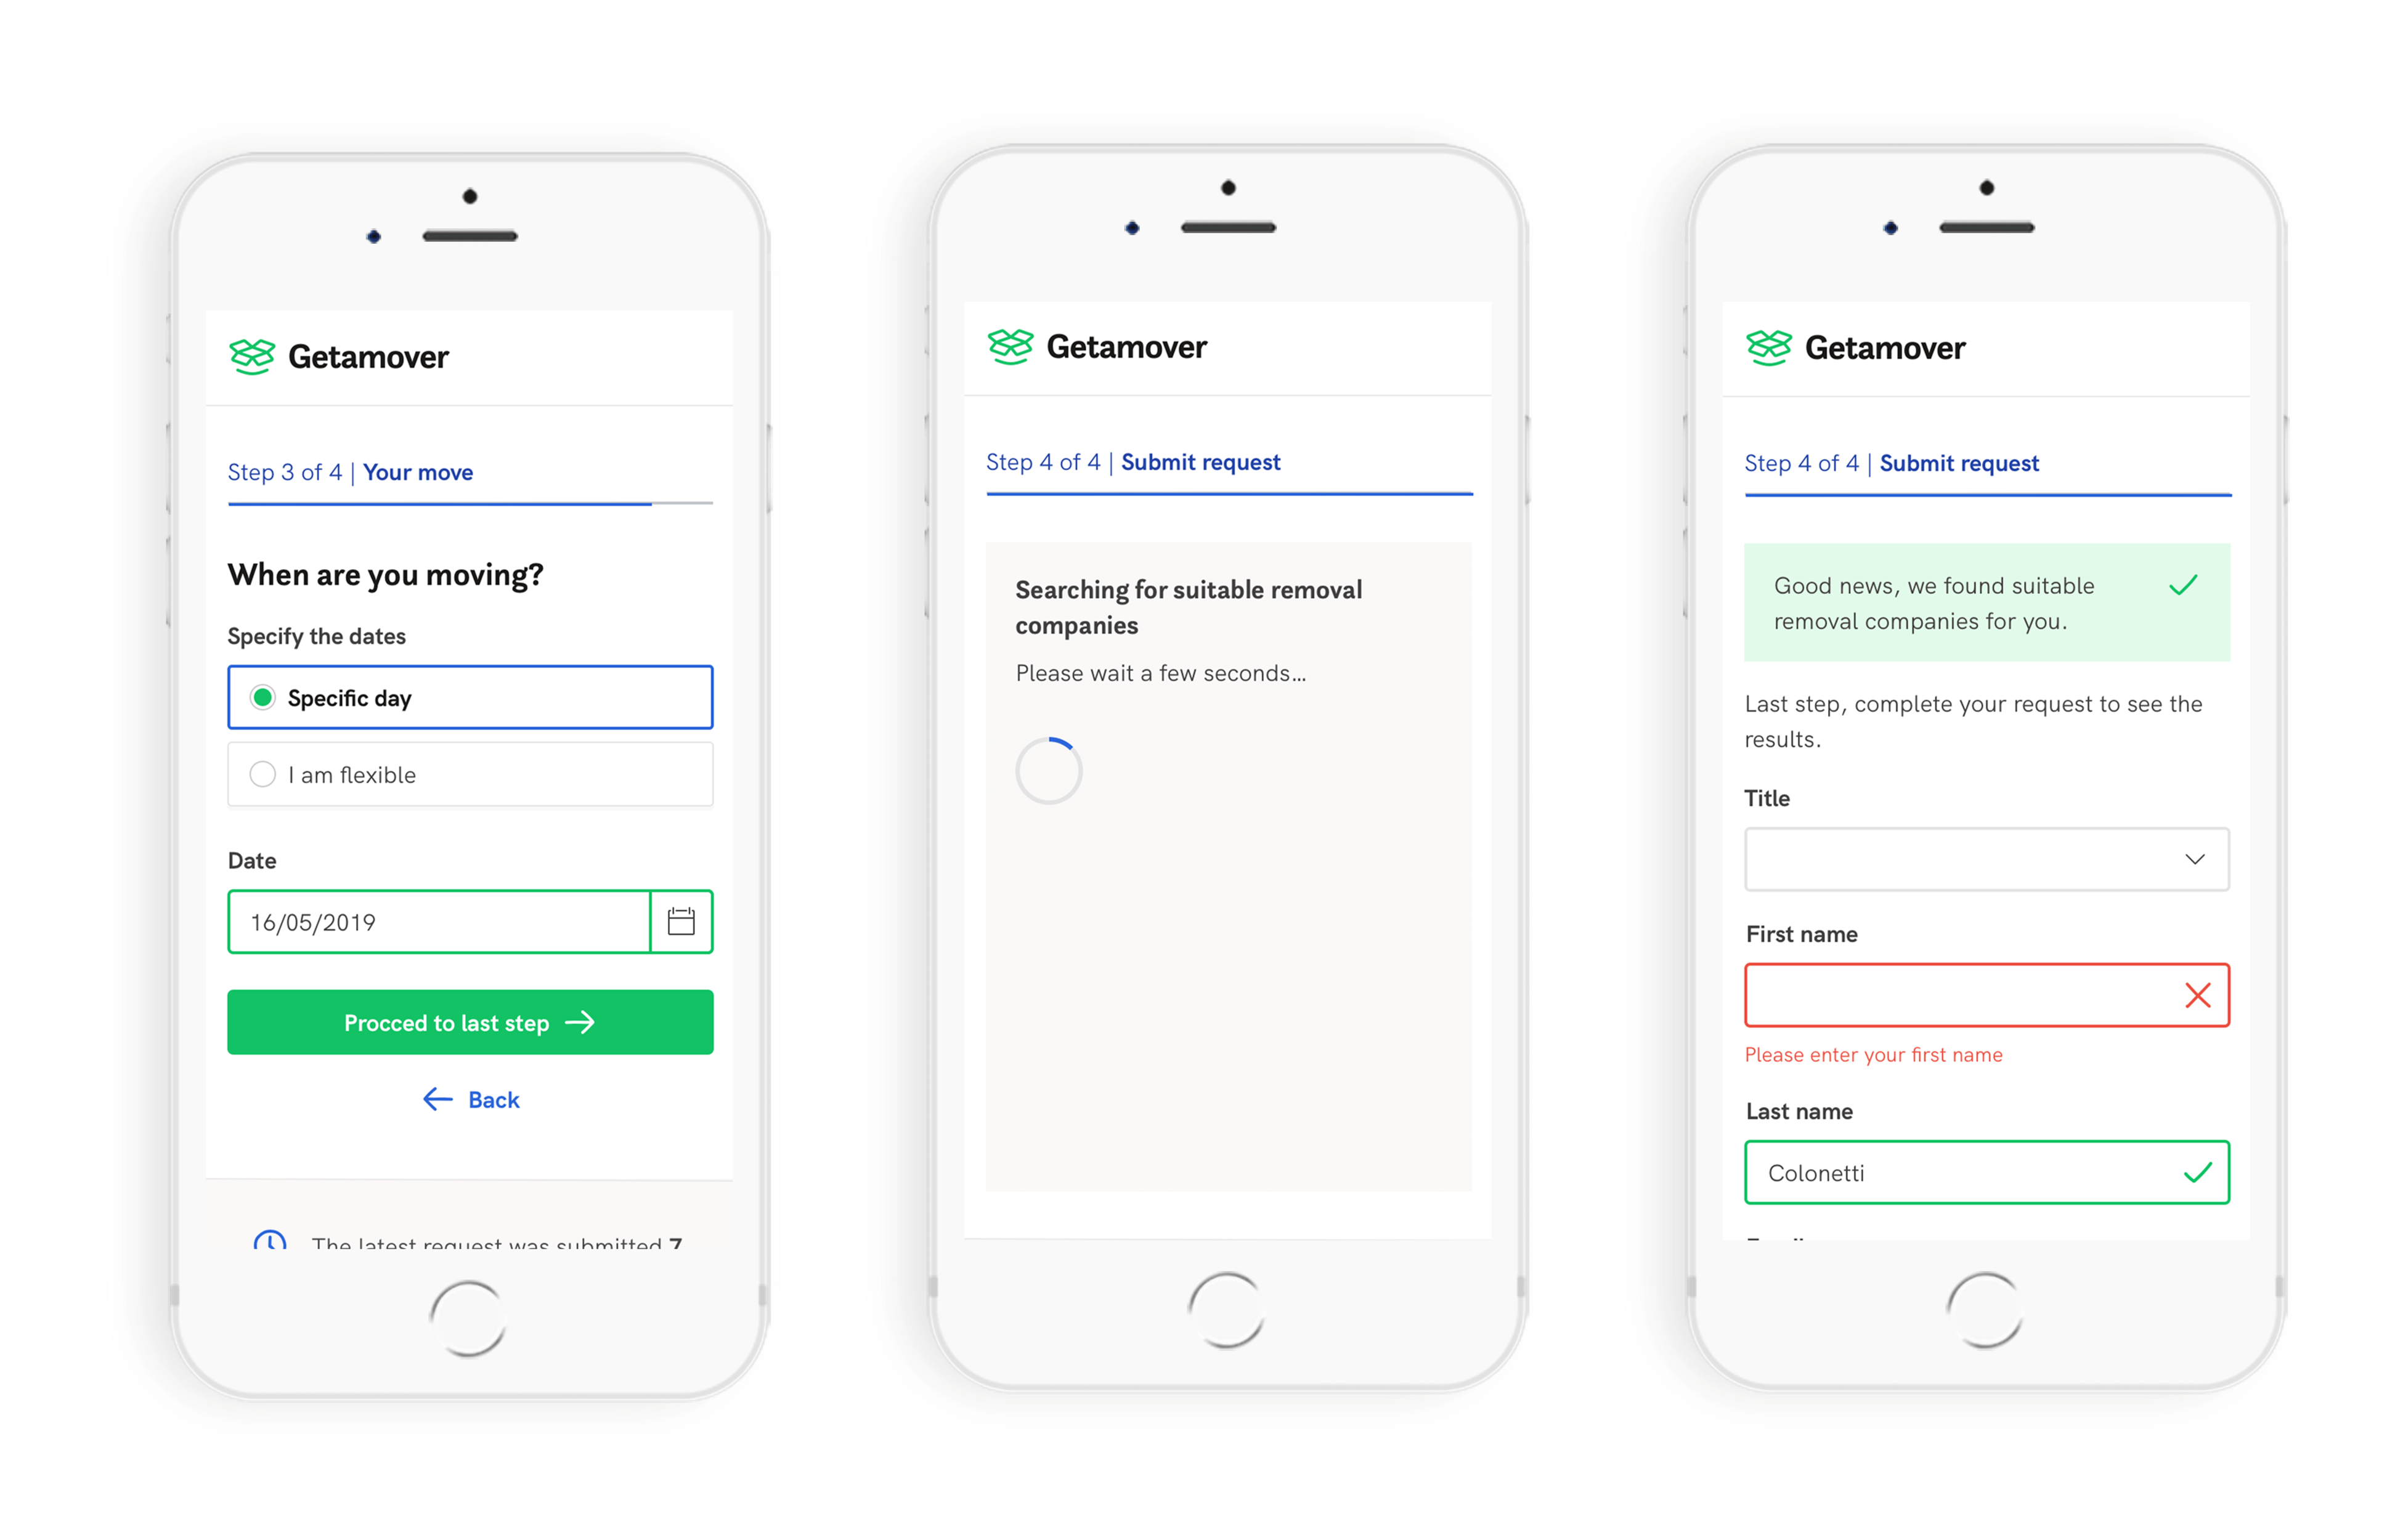 Getamover
Step 3 of 4 | Your move
When are you moving?
Specify the dates
Specific day
I am flexible
Date
16/05/2019
Procced to last step
Back
The latest request was submitted 7
Getamover
Step 4 of 4 | Submit request
Searching for suitable removal
companies
Please wait a few seconds...
Getamover
Step 4 of 4 | Submit request
Good news, we found suitable
removal companies for you.
Last step, complete your request to see the
results.
Title
First name
Please enter your first name
Last name
Colonetti